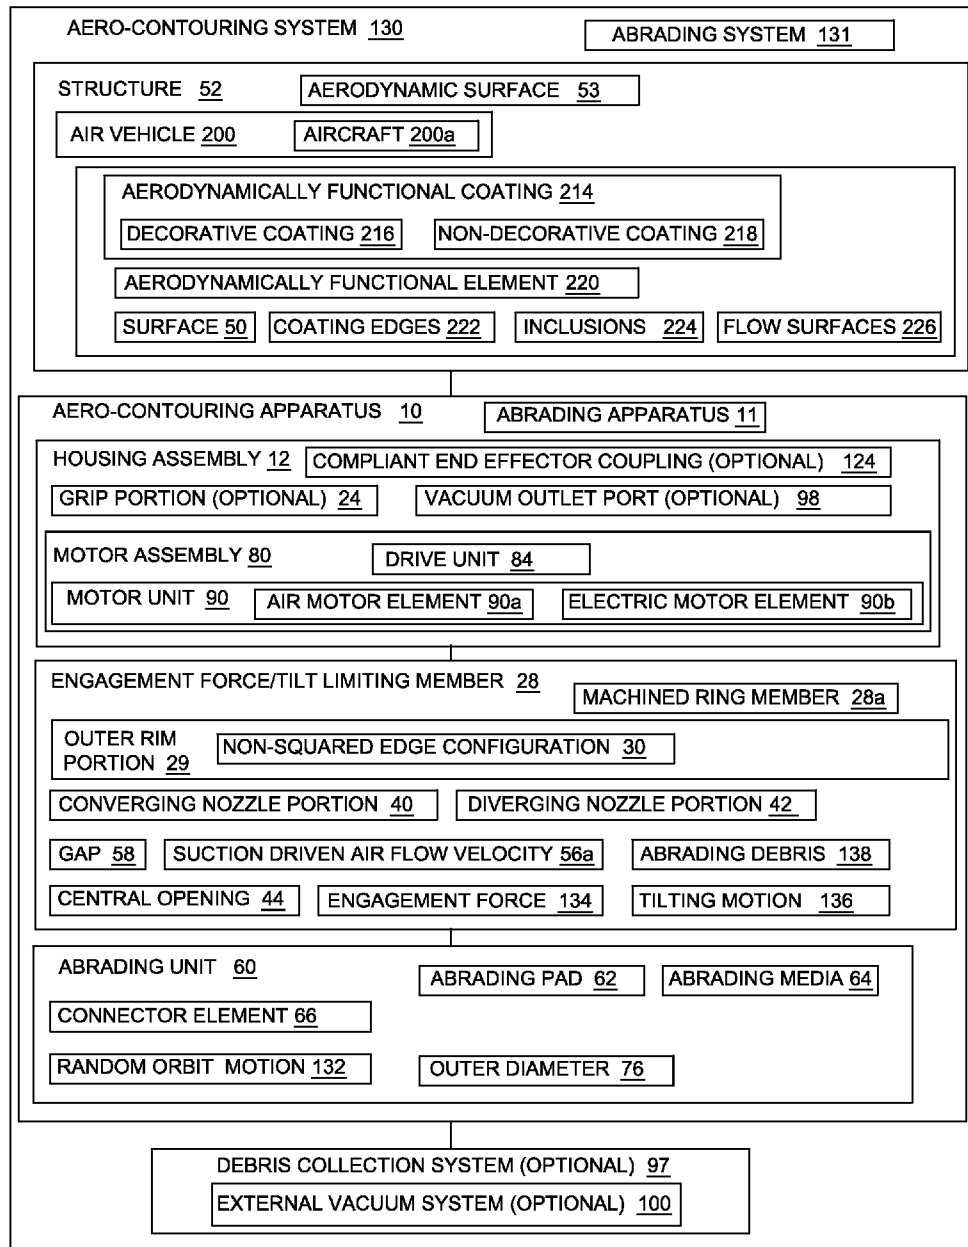 AERO-CONTOURING SYSTEM 130
ABRADING SYSTEM 131
STRUCTURE 52
AERODYNAMIC SURFACE 53
AIR VEHICLE 200
AIRCRAFT 200a
AERODYNAMICALLY FUNCTIONAL COATING 214
DECORATIVE COATING 216
NON-DECORATIVE COATING 218
AERODYNAMICALLY FUNCTIONAL ELEMENT 220
SURFACE 50
COATING EDGES 222
INCLUSIONS 224
FLOW SURFACES 226
AERO-CONTOURING APPARATUS 10
ABRADING APPARATUS 11
HOUSING ASSEMBLY 12
COMPLIANT END EFFECTOR COUPLING (OPTIONAL) 124
GRIP PORTION (OPTIONAL) 24
VACUUM OUTLET PORT (OPTIONAL) 98
MOTOR ASSEMBLY 80
DRIVE UNIT 84
MOTOR UNIT 90
AIR MOTOR ELEMENT 90a
ELECTRIC MOTOR ELEMENT 90b
ENGAGEMENT FORCE/TILT LIMITING MEMBER 28
MACHINED RING MEMBER 28a
OUTER RIM
PORTION 29
NON-SQUARED EDGE CONFIGURATION 30
CONVERGING NOZZLE PORTION 40
DIVERGING NOZZLE PORTION 42
GAP 58
SUCTION DRIVEN AIR FLOW VELOCITY 56a
ABRADING DEBRIS 138
CENTRAL OPENING 44
ENGAGEMENT FORCE 134
TILTING MOTION 136
ABRADING UNIT 60
ABRADING PAD 62
ABRADING MEDIA 64
CONNECTOR ELEMENT 66
RANDOM ORBIT MOTION 132
OUTER DIAMETER 76
DEBRIS COLLECTION SYSTEM (OPTIONAL) 97
EXTERNAL VACUUM SYSTEM (OPTIONAL) 100